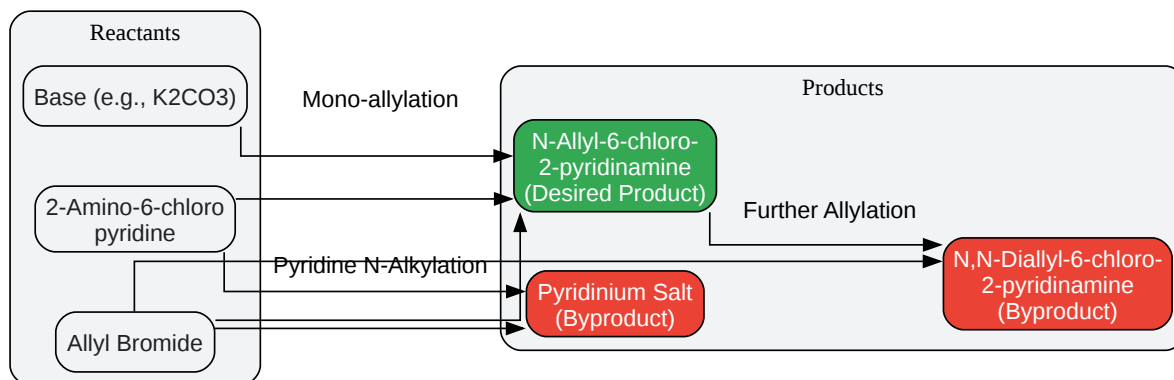 Reactants
Base (e.g., K2CO3)
2-Amino-6-chloro
pyridine
Allyl Bromide
Mono-allylation
Pyridine N-Alkylation
Products
N-Allyl-6-chloro-
2-pyridinamine
(Desired Product)
Pyridinium Salt
(Byproduct)
Further Allylation
N,N-Diallyl-6-chloro-
2-pyridinamine
(Byproduct)